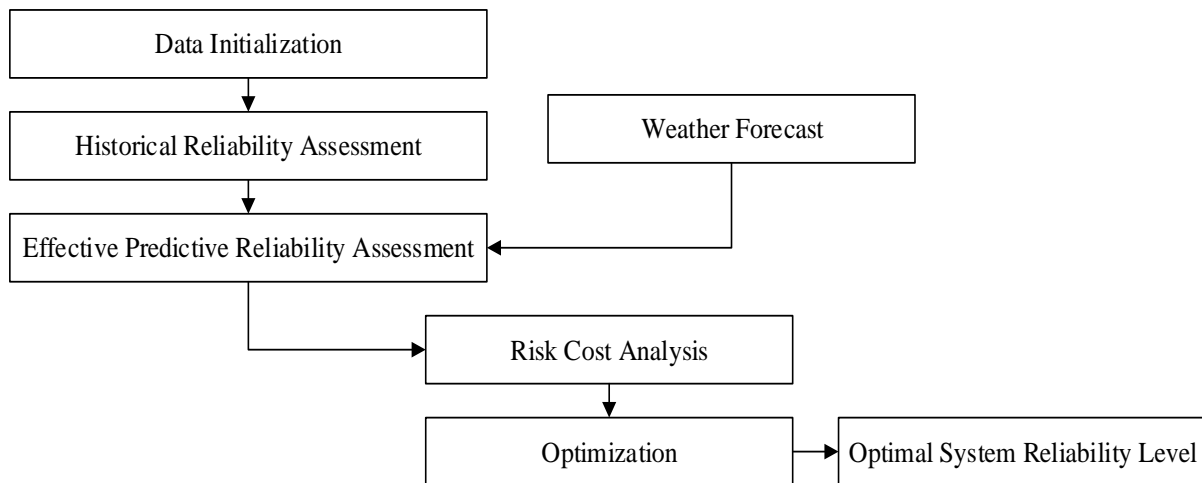 Data Initialization
Historical Reliability Assessment
Weather Forecast
Effective Predictive Reliability Assessment
Risk Cost Analysis
Optimization
Optimal System Reliability Level